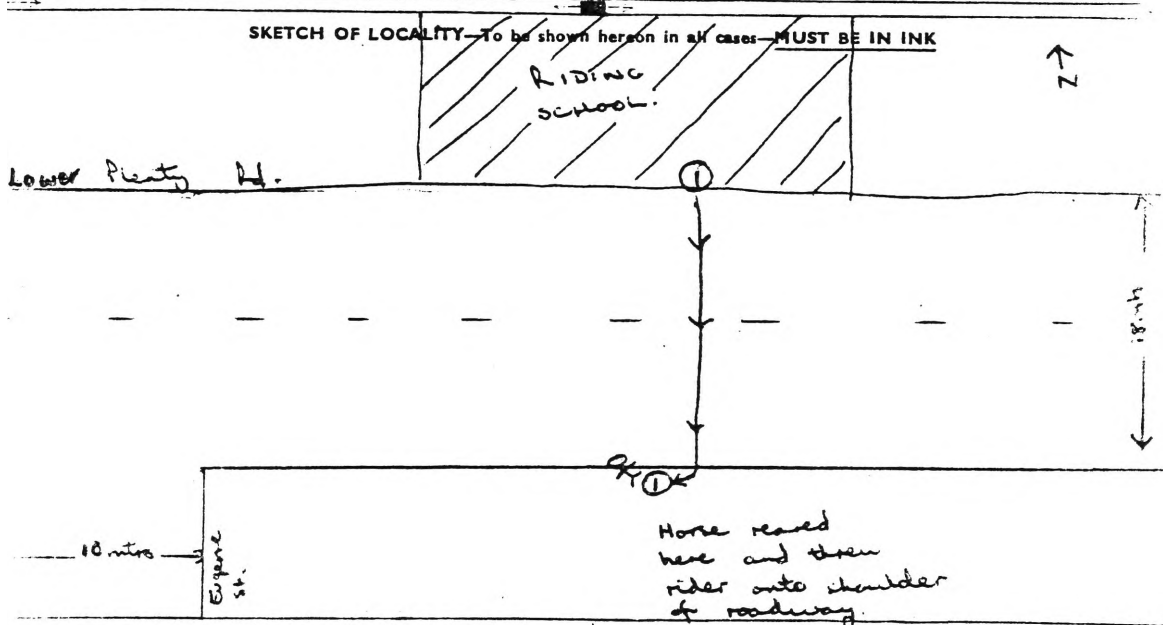 SKETCH OF LOCALITY—To be shown hereon in all cases—MUST BE IN INK
RIDING
SCHOOL.
N
Lower Plenty Rd.
1
18 mts
1
Horse reared
here and threw
rider onto shoulder
of roadway.
10 mtrs
Eugene
St.